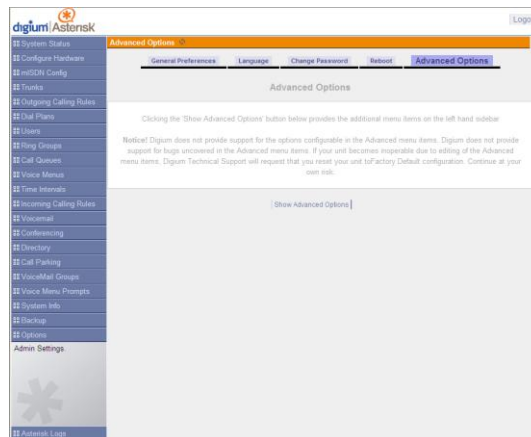 digium Asterisk
Logo
System Status
Configure Hardware
mISDN Config
Trunks
Outgoing Calling Rules
Dial Plans
Users
Ring Groups
Call Queues
Voice Menus
Time Intervals
Incoming Calling Rules
Voicemail
Conferencing
Directory
Call Parking
VoiceMail Groups
Voice Menu Prompts
System Info
Backup
Options
Admin Settings.
Asterisk Logs
Advanced Options
General Preferences Language Change Password Reboot Advanced Options
Advanced Options
Clicking the 'Show Advanced Options' button below provides the additional menu items on the left hand sidebar
Notice! Digium does not provide support for the options configurable in the Advanced menu items. Digium does not provide
support for bugs uncovered in the Advanced menu items. If your unit becomes inoperable due to editing of the Advanced
menu items, Digium Technical Support will request that you reset your unit toFactory Default configuration. Continue at your
own risk.
Show Advanced Options